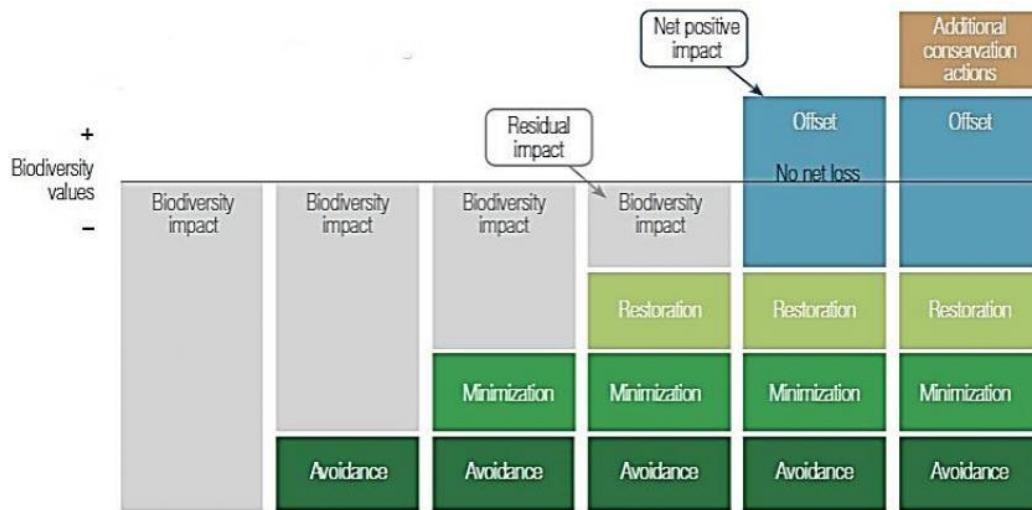 Additional
conservation
actions
Net positive
impact
Offset
Offset
Residual
impact
+
Biodiversity
values
–
No net loss
Biodiversity
impact
Biodiversity
impact
Biodiversity
impact
Biodiversity
impact
Restoration
Restoration
Restoration
Minimization
Minimization
Minimization
Minimization
Avoidance
Avoidance
Avoidance
Avoidance
Avoidance